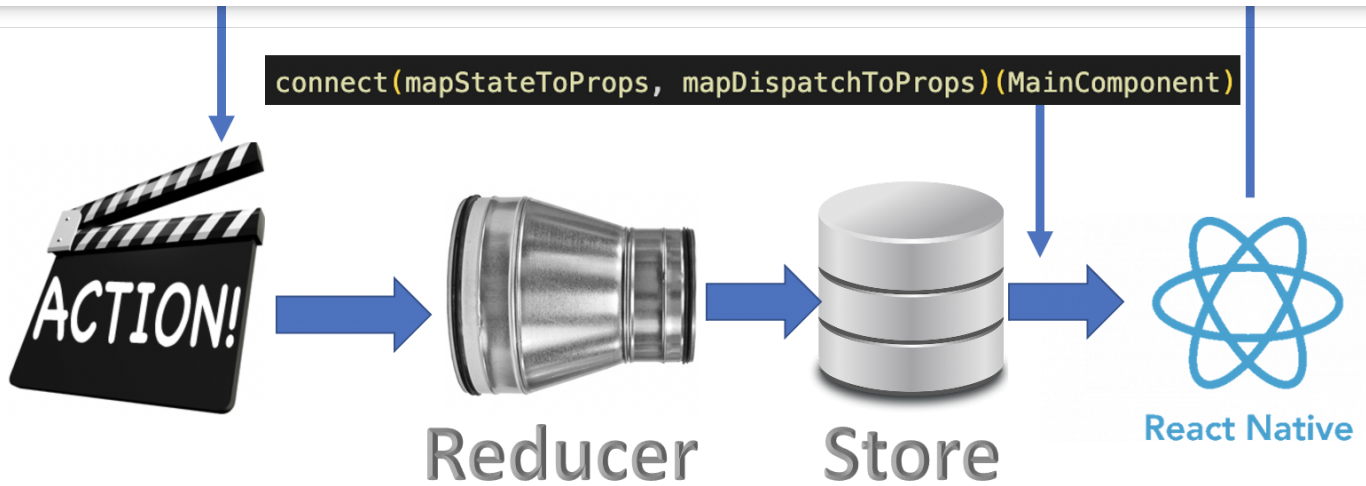 connect(mapStateToProps, mapDispatchToProps)(MainComponent)
ACTION!
Reducer
Store
React Native